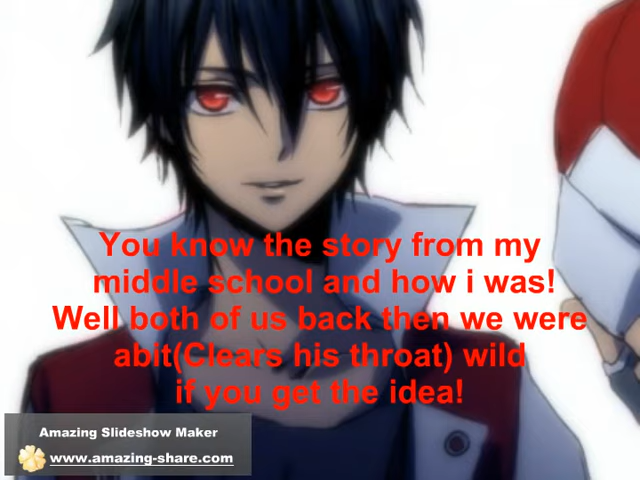 You know the story from my
middle school and how i was!
Well both of us back then we were
abit(Clears his throat) wild
if you get the idea!
Amazing Slideshow Maker
www.amazing-share.com